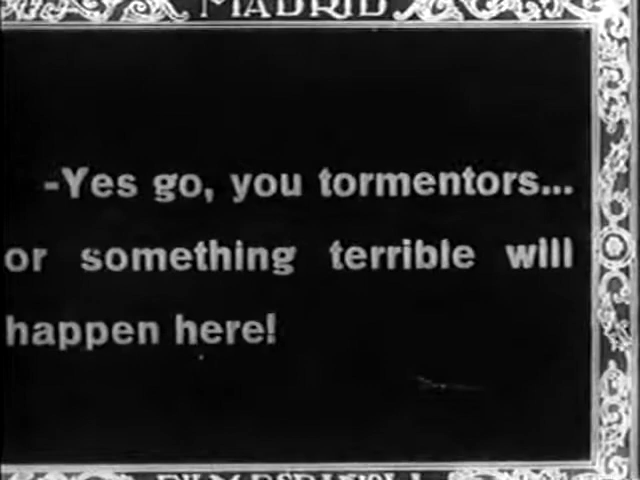 MADRID
-Yes go, you tormentors...
or something terrible will
happen here!